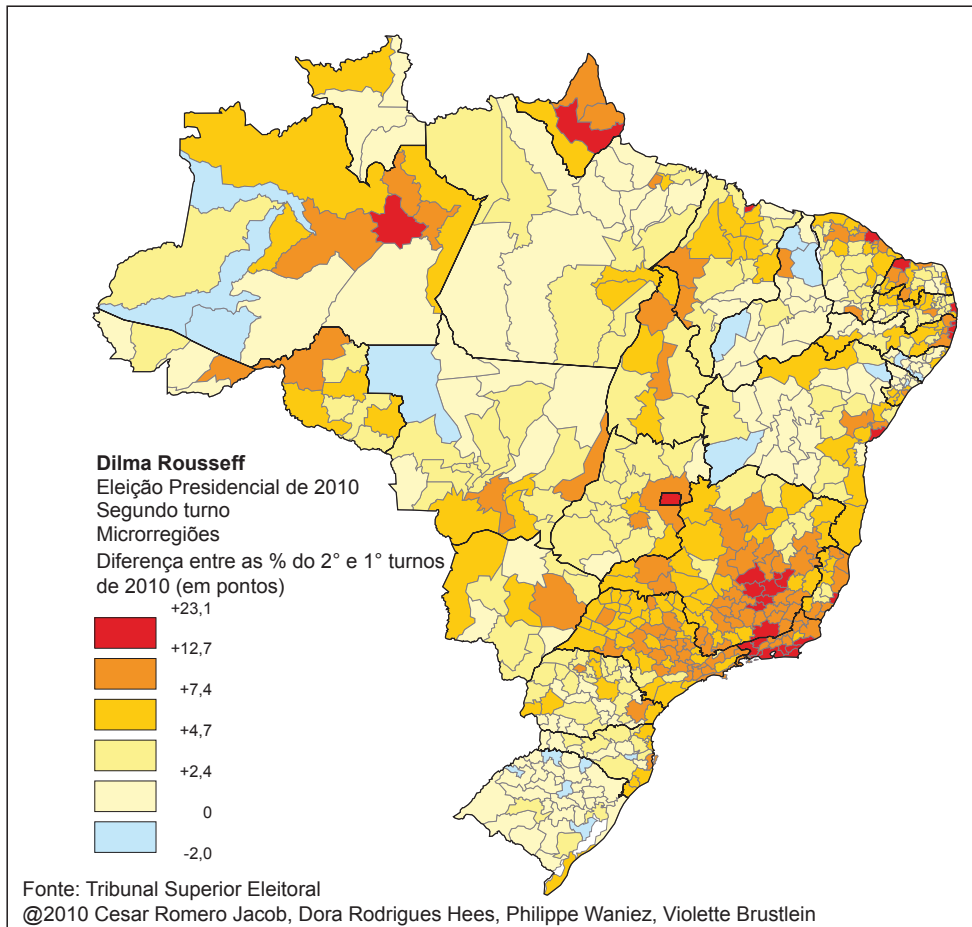 Dilma Rousseff
Eleição Presidencial de 2010
Segundo turno
Microrregiões
Diferença entre as % do 2° e 1° turnos
de 2010 (em pontos)
+23,1
+12,7
+7,4
+4,7
+2,4
0
-2,0
Fonte: Tribunal Superior Eleitoral
@2010 Cesar Romero Jacob, Dora Rodrigues Hees, Philippe Waniez, Violette Brustlein